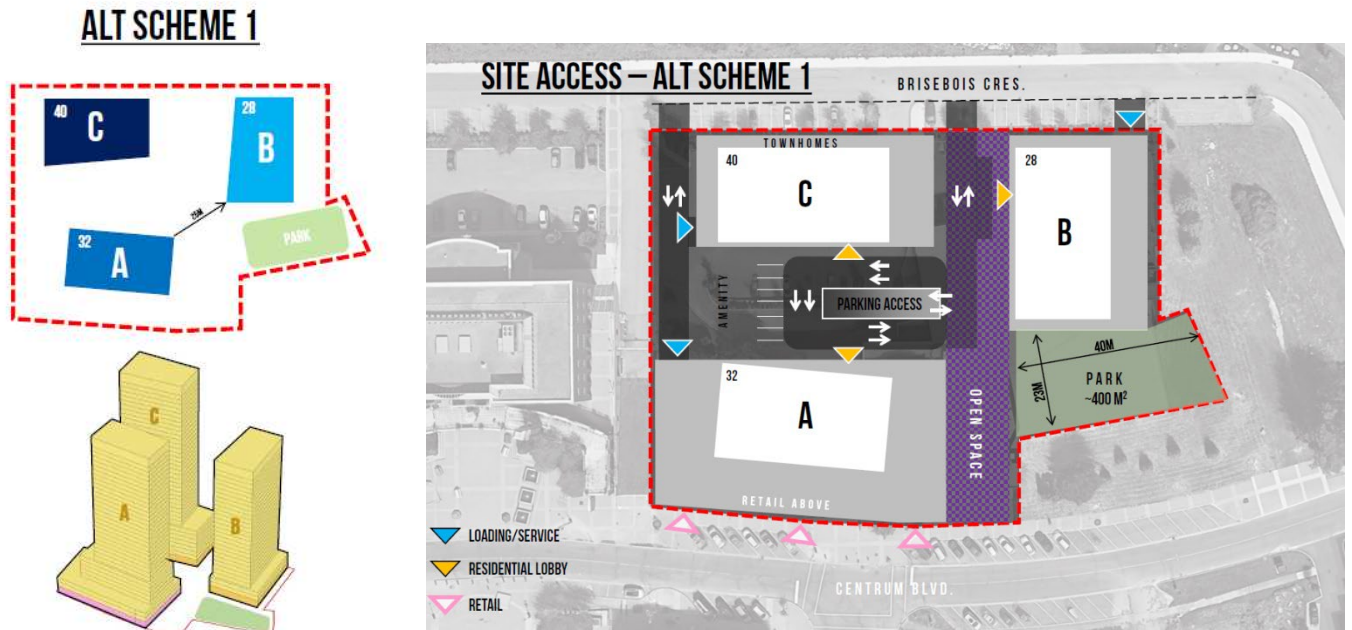 ALT SCHEME 1
40
C
28
B
25M
PARK
32
A
C
A
B
SITE ACCESS – ALT SCHEME 1
BRISEBOIS CRES.
TOWNHOMES
40
C
28
B
AMENITY
PARKING ACCESS
40M
23M
PARK
~400 M²
32
A
OPEN SPACE
RETAIL ABOVE
LOADING/SERVICE
RESIDENTIAL LOBBY
RETAIL
CENTRUM BLVD.